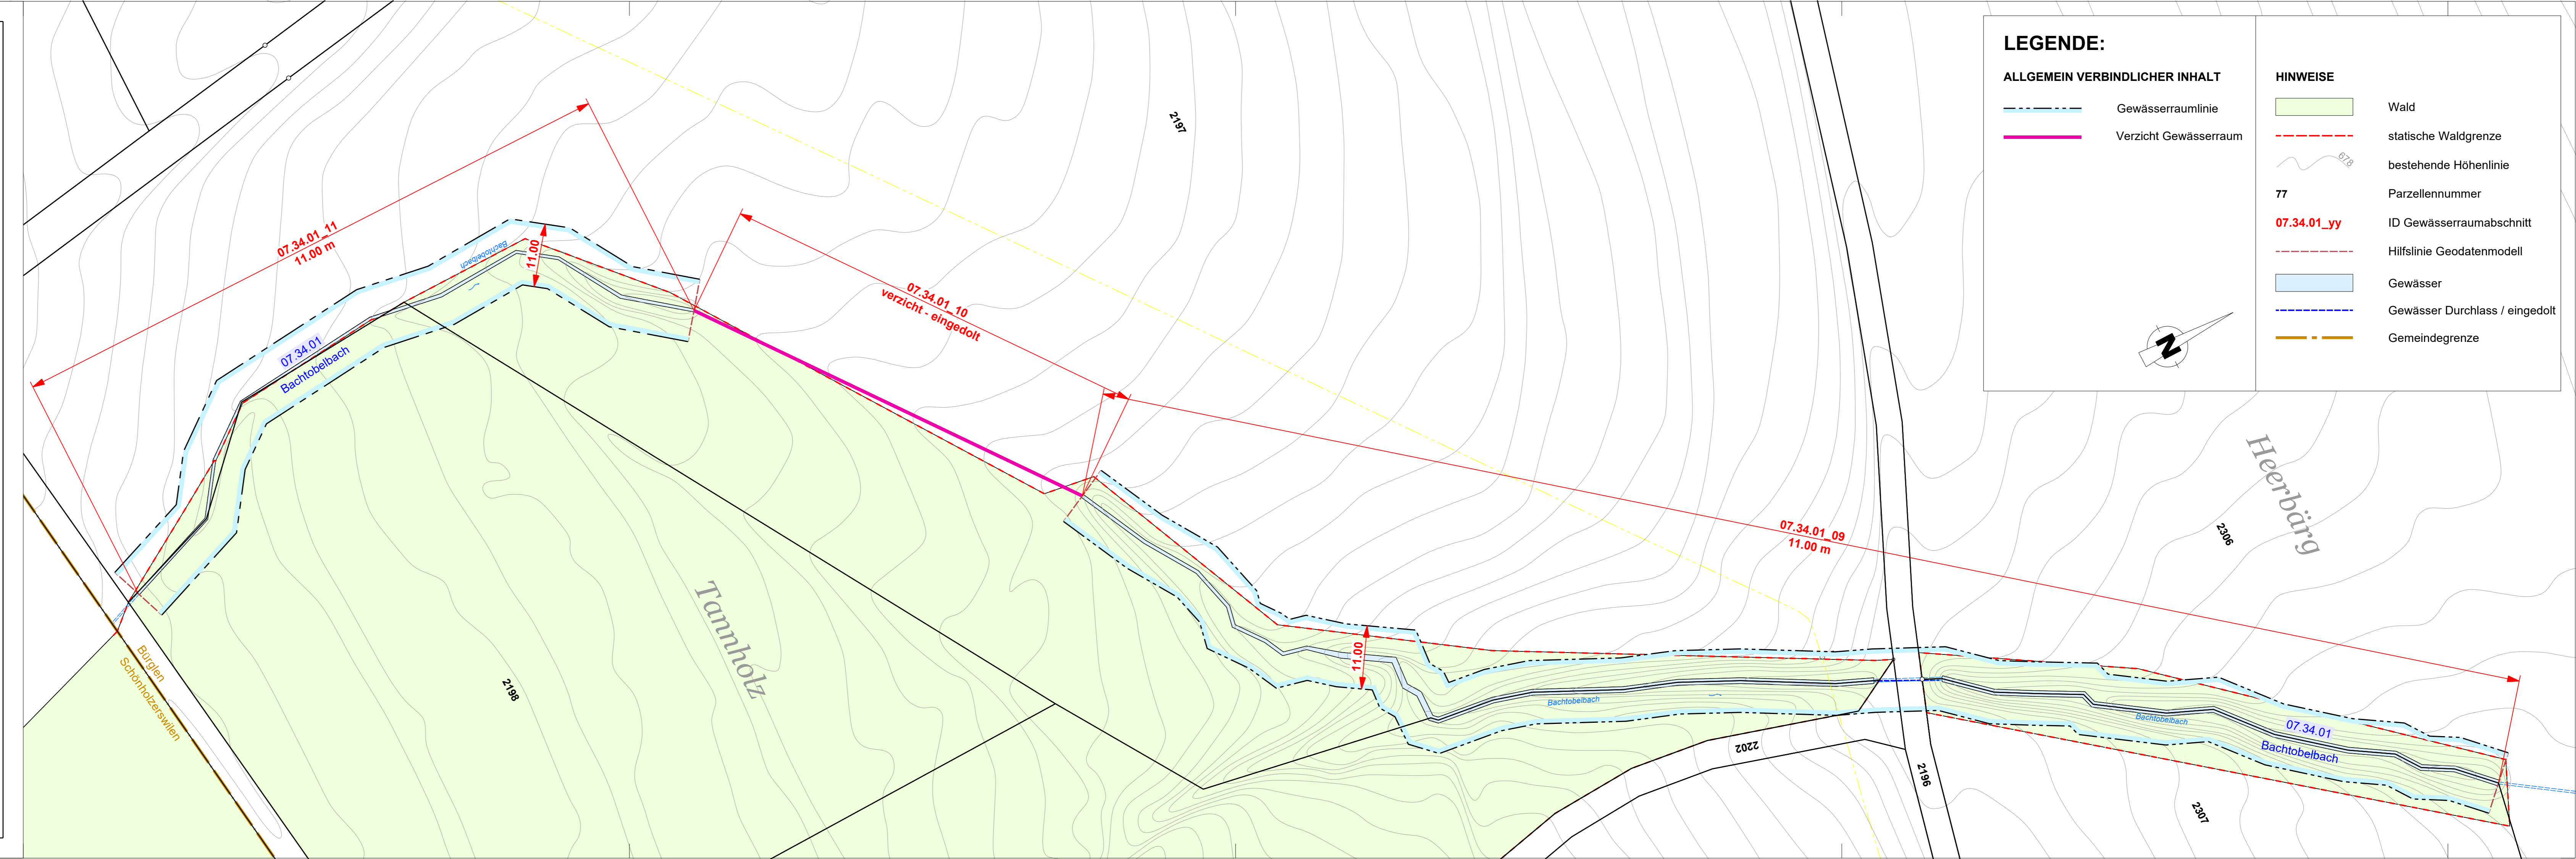 LEGENDE:
ALLGEMEIN VERBINDLICHER INHALT
Gewässerraumlinie
Verzicht Gewässerraum
HINWEISE
Wald
statische Waldgrenze
678
bestehende Höhenlinie
77
Parzellennummer
07.34.01_yy
ID Gewässerraumabschnitt
Hilfslinie Geodatenmodell
Gewässer
Gewässer Durchlass / eingedolt
Gemeindegrenze
N
2197
07.34.01_11
11.00 m
Bachtobelbach
11.00
07.34.01_10
verzicht - eingedolt
07.34.01
Bachtobelbach
07.34.01_09
11.00 m
Heerbärg
2306
Tannholz
Bürglen
Schönholzerswilen
2198
11.00
Bachtobelbach
2202
2196
Bachtobelbach
07.34.01
Bachtobelbach
2307